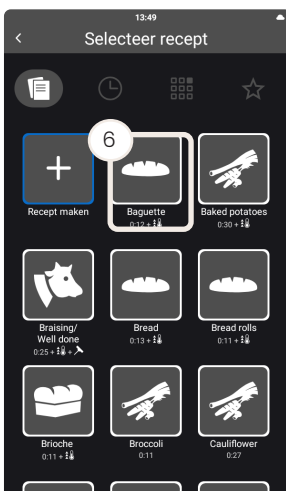 13:49
Selecteer recept
6
Recept maken
Baguette
0:12 +
Baked potatoes
0:30 +
Braising/
Well done
0:25 + +
Bread
0:13 +
Bread rolls
0:11 +
Brioche
0:11 +
Broccoli
0:11
Cauliflower
0:27